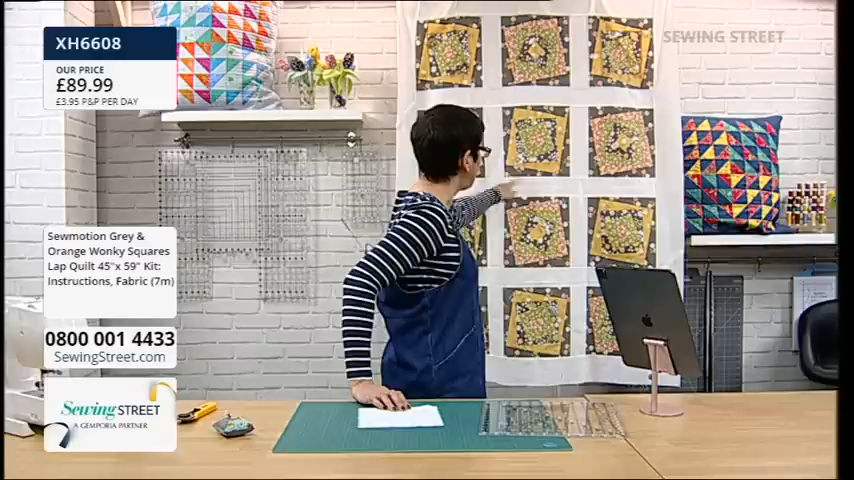 XH6608
SEWING STREET
OUR PRICE
£89.99
£3.95 P&P PER DAY
Sewmotion Grey &
Orange Wonky Squares
Lap Quilt 45"x 59" Kit:
Instructions, Fabric (7m)
0800 001 4433
SewingStreet.com
Sewing STREET
A GEMPORIA PARTNER